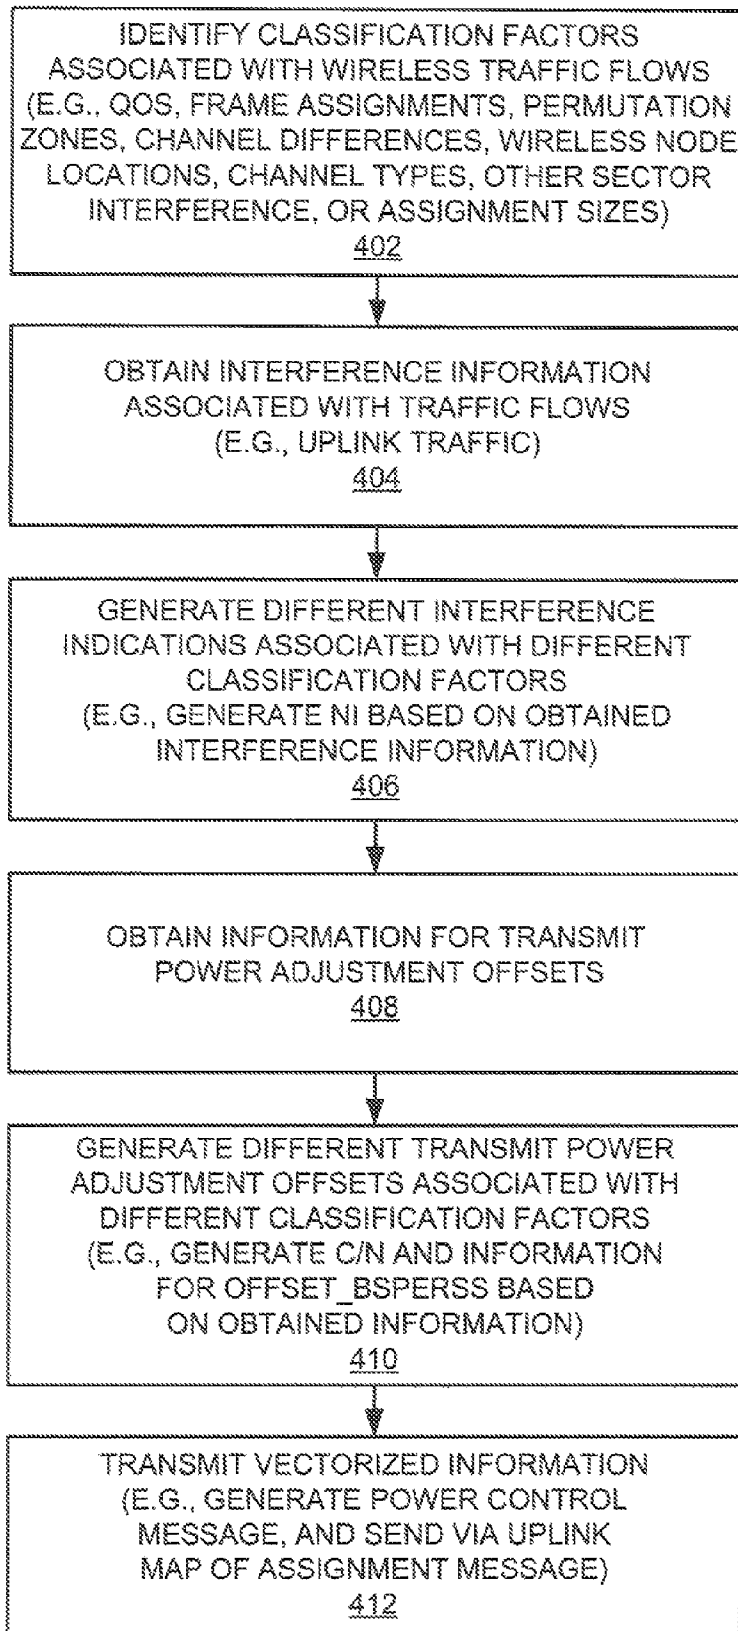 IDENTIFY CLASSIFICATION FACTORS
ASSOCIATED WITH WIRELESS TRAFFIC FLOWS
(E.G., QOS, FRAME ASSIGNMENTS, PERMUTATION
ZONES, CHANNEL DIFFERENCES, WIRELESS NODE
LOCATIONS, CHANNEL TYPES, OTHER SECTOR
INTERFERENCE, OR ASSIGNMENT SIZES)
402
OBTAIN INTERFERENCE INFORMATION
ASSOCIATED WITH TRAFFIC FLOWS
(E.G., UPLINK TRAFFIC)
404
GENERATE DIFFERENT INTERFERENCE
INDICATIONS ASSOCIATED WITH DIFFERENT
CLASSIFICATION FACTORS
(E.G., GENERATE NI BASED ON OBTAINED
INTERFERENCE INFORMATION)
406
OBTAIN INFORMATION FOR TRANSMIT
POWER ADJUSTMENT OFFSETS
408
GENERATE DIFFERENT TRANSMIT POWER
ADJUSTMENT OFFSETS ASSOCIATED WITH
DIFFERENT CLASSIFICATION FACTORS
(E.G., GENERATE C/N AND INFORMATION
FOR OFFSET_BSPERSS BASED
ON OBTAINED INFORMATION)
410
TRANSMIT VECTORIZED INFORMATION
(E.G., GENERATE POWER CONTROL
MESSAGE, AND SEND VIA UPLINK
MAP OF ASSIGNMENT MESSAGE)
412